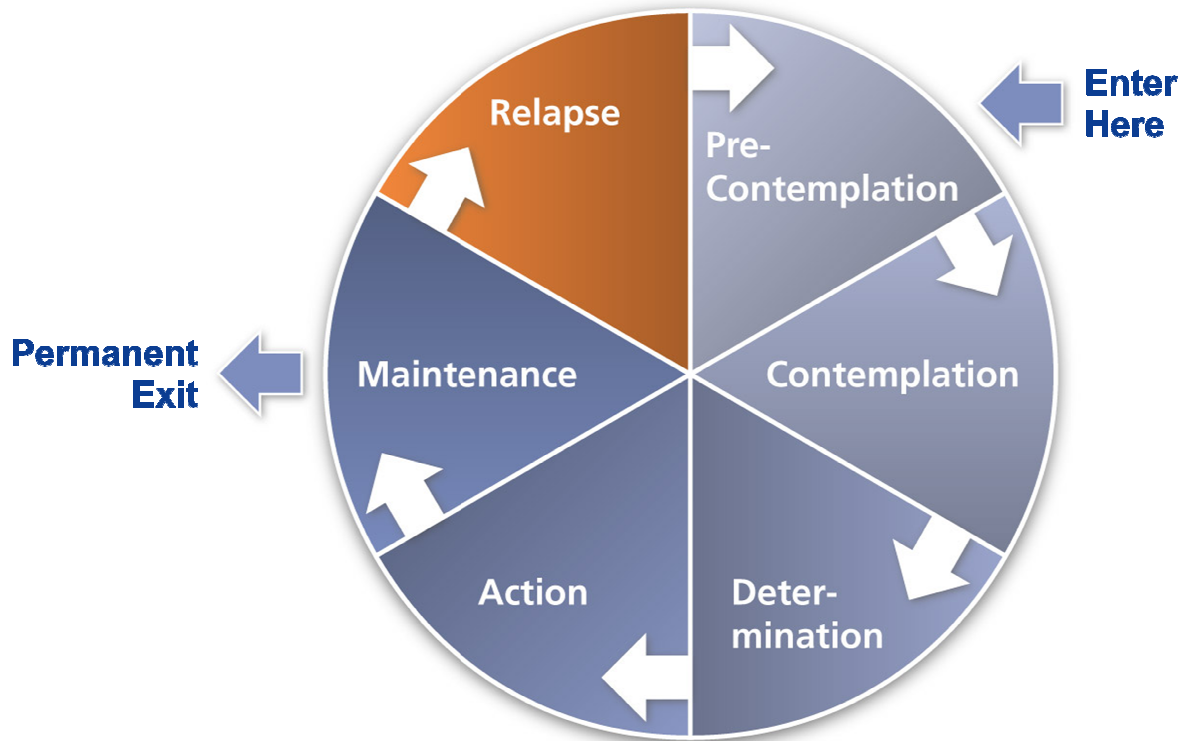 Relapse
Enter
Here
Pre-
Contemplation
Permanent
Exit
Maintenance
Contemplation
Action
Deter-
mination